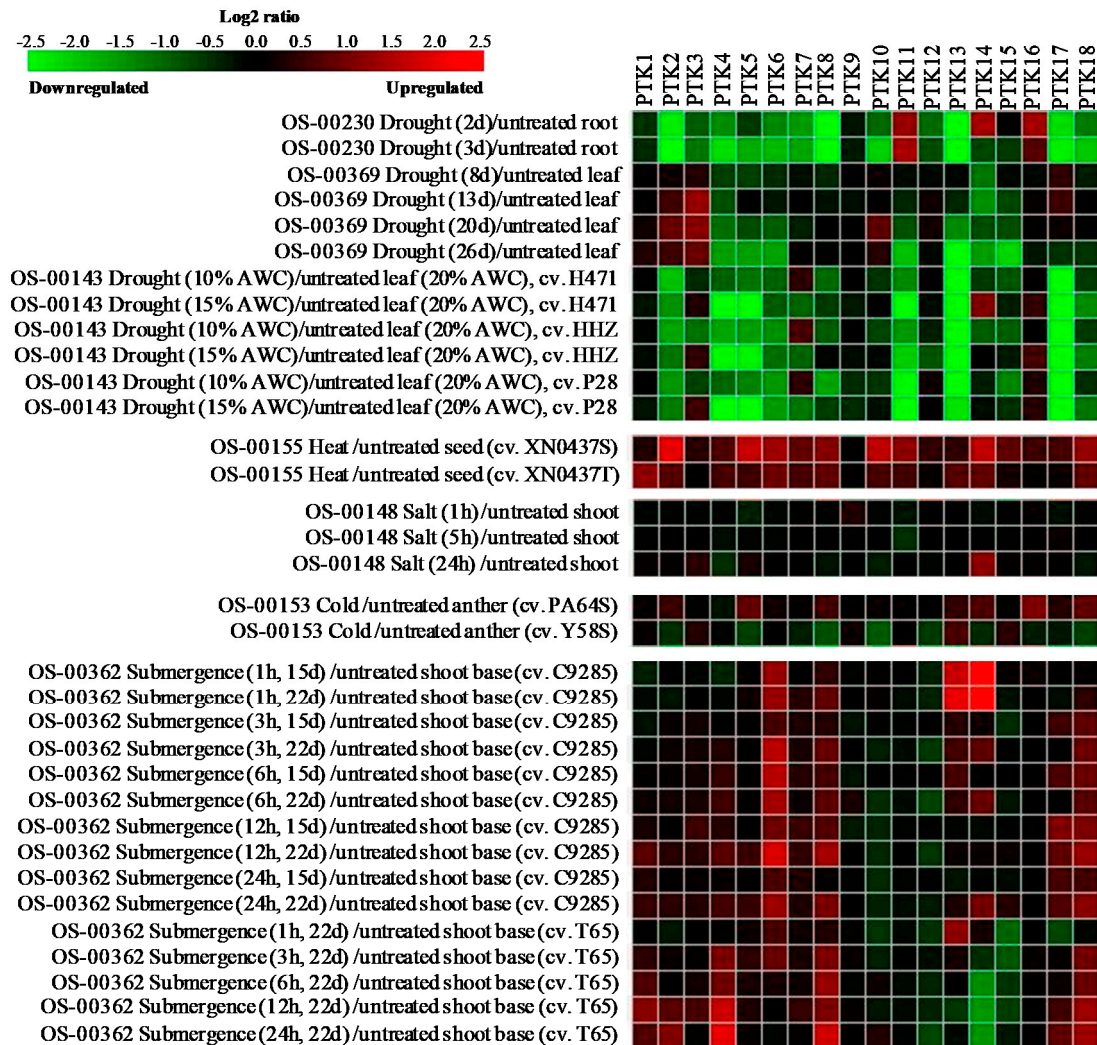 Log2 ratio
-2.5 -2.0 -1.5 -1.0 -0.5 0.0 0.5 1.0 1.5 2.0 2.5
Downregulated Upregulated
PTK1 PTK2 PTK3 PTK4 PTK5 PTK6 PTK7 PTK8 PTK9 PTK10 PTK11 PTK12 PTK13 PTK14 PTK15 PTK16 PTK17 PTK18
OS-00230 Drought (2d)/untreated root
OS-00230 Drought (3d)/untreated root
OS-00369 Drought (8d)/untreated leaf
OS-00369 Drought (13d)/untreated leaf
OS-00369 Drought (20d)/untreated leaf
OS-00369 Drought (26d)/untreated leaf
OS-00143 Drought (10% AWC)/untreated leaf (20% AWC), cv. H471
OS-00143 Drought (15% AWC)/untreated leaf (20% AWC), cv. H471
OS-00143 Drought (10% AWC)/untreated leaf (20% AWC), cv. HHZ
OS-00143 Drought (15% AWC)/untreated leaf (20% AWC), cv. HHZ
OS-00143 Drought (10% AWC)/untreated leaf (20% AWC), cv. P28
OS-00143 Drought (15% AWC)/untreated leaf (20% AWC), cv. P28
OS-00155 Heat /untreated seed (cv. XN0437S)
OS-00155 Heat /untreated seed (cv. XN0437T)
OS-00148 Salt (1h) /untreated shoot
OS-00148 Salt (5h) /untreated shoot
OS-00148 Salt (24h) /untreated shoot
OS-00153 Cold /untreated anther (cv. PA64S)
OS-00153 Cold /untreated anther (cv. Y58S)
OS-00362 Submergence (1h, 15d) /untreated shoot base (cv. C9285)
OS-00362 Submergence (1h, 22d) /untreated shoot base (cv. C9285)
OS-00362 Submergence (3h, 15d) /untreated shoot base (cv. C9285)
OS-00362 Submergence (3h, 22d) /untreated shoot base (cv. C9285)
OS-00362 Submergence (6h, 15d) /untreated shoot base (cv. C9285)
OS-00362 Submergence (6h, 22d) /untreated shoot base (cv. C9285)
OS-00362 Submergence (12h, 15d) /untreated shoot base (cv. C9285)
OS-00362 Submergence (12h, 22d) /untreated shoot base (cv. C9285)
OS-00362 Submergence (24h, 15d) /untreated shoot base (cv. C9285)
OS-00362 Submergence (24h, 22d) /untreated shoot base (cv. C9285)
OS-00362 Submergence (1h, 22d) /untreated shoot base (cv. T65)
OS-00362 Submergence (3h, 22d) /untreated shoot base (cv. T65)
OS-00362 Submergence (6h, 22d) /untreated shoot base (cv. T65)
OS-00362 Submergence (12h, 22d) /untreated shoot base (cv. T65)
OS-00362 Submergence (24h, 22d) /untreated shoot base (cv. T65)